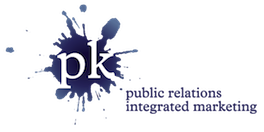 pk
public relations
integrated marketing